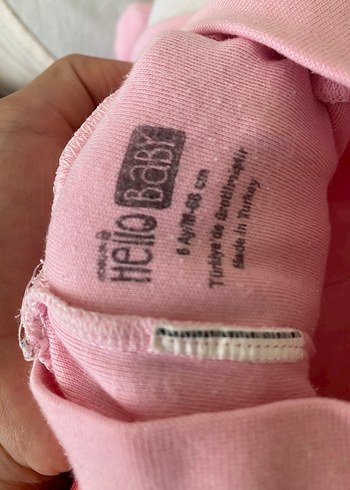 Hello
BABY
6 Ay/M-68 cm
Türkiye'de Üretilmiştir
Made In Turkey